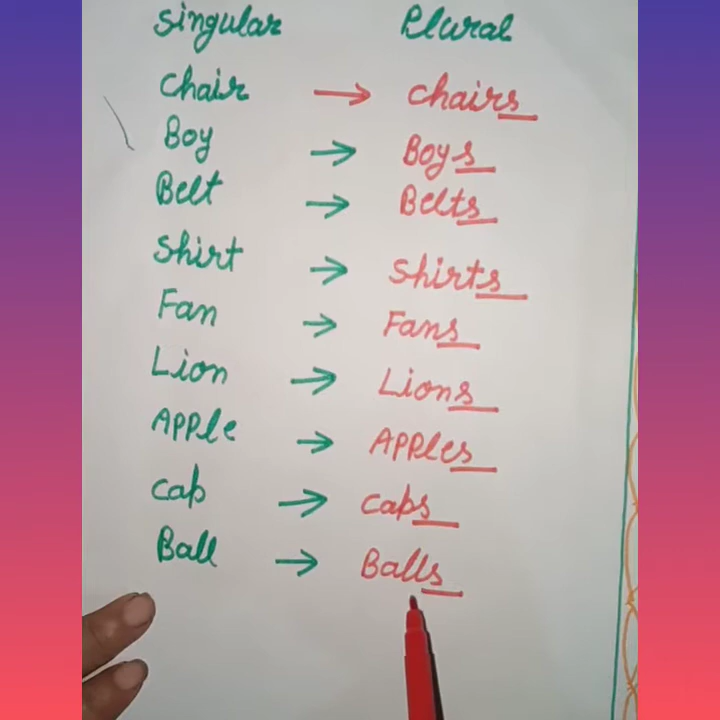 Singular Plural
Chair → chairs
Boy → Boys
Belt → Belts
Shirt → Shirts
Fan → Fans
Lion → Lions
Apple → Apples
cap → caps
Ball → Balls